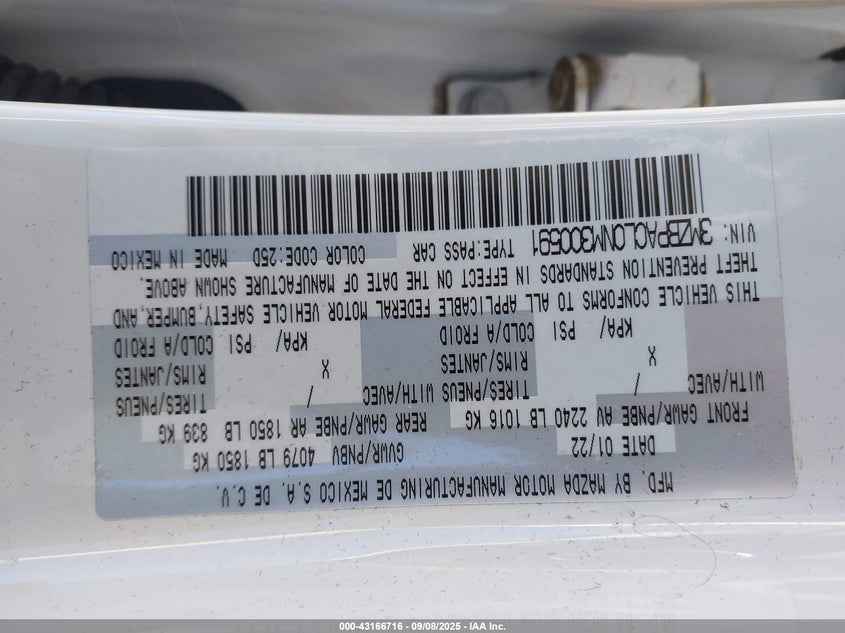 MFD. BY MAZDA MOTOR MANUFACTURING DE MEXICO S.A. DE C.V.
DATE 01/22 GVWR/PNBV 4079 LB 1850 KG
FRONT GAWR/PNBE AV 2240 LB 1016 KG REAR GAWR/PNBE AR 1850 LB 839 KG
WITH/AVEC / TIRES/PNEUS WITH/AVEC / TIRES/PNEUS
X RIMS/JANTES X RIMS/JANTES
KPA/ PSI COLD/A FROID KPA/ PSI COLD/A FROID
THIS VEHICLE CONFORMS TO ALL APPLICABLE FEDERAL MOTOR VEHICLE SAFETY,BUMPER,AND
THEFT PREVENTION STANDARDS IN EFFECT ON THE DATE OF MANUFACTURE SHOWN ABOVE.
VIN: 3MZBPACL0NM300591 TYPE:PASS CAR COLOR CODE:25D MADE IN MEXICO
000-43166716 - 09/08/2025 - IAA Inc.